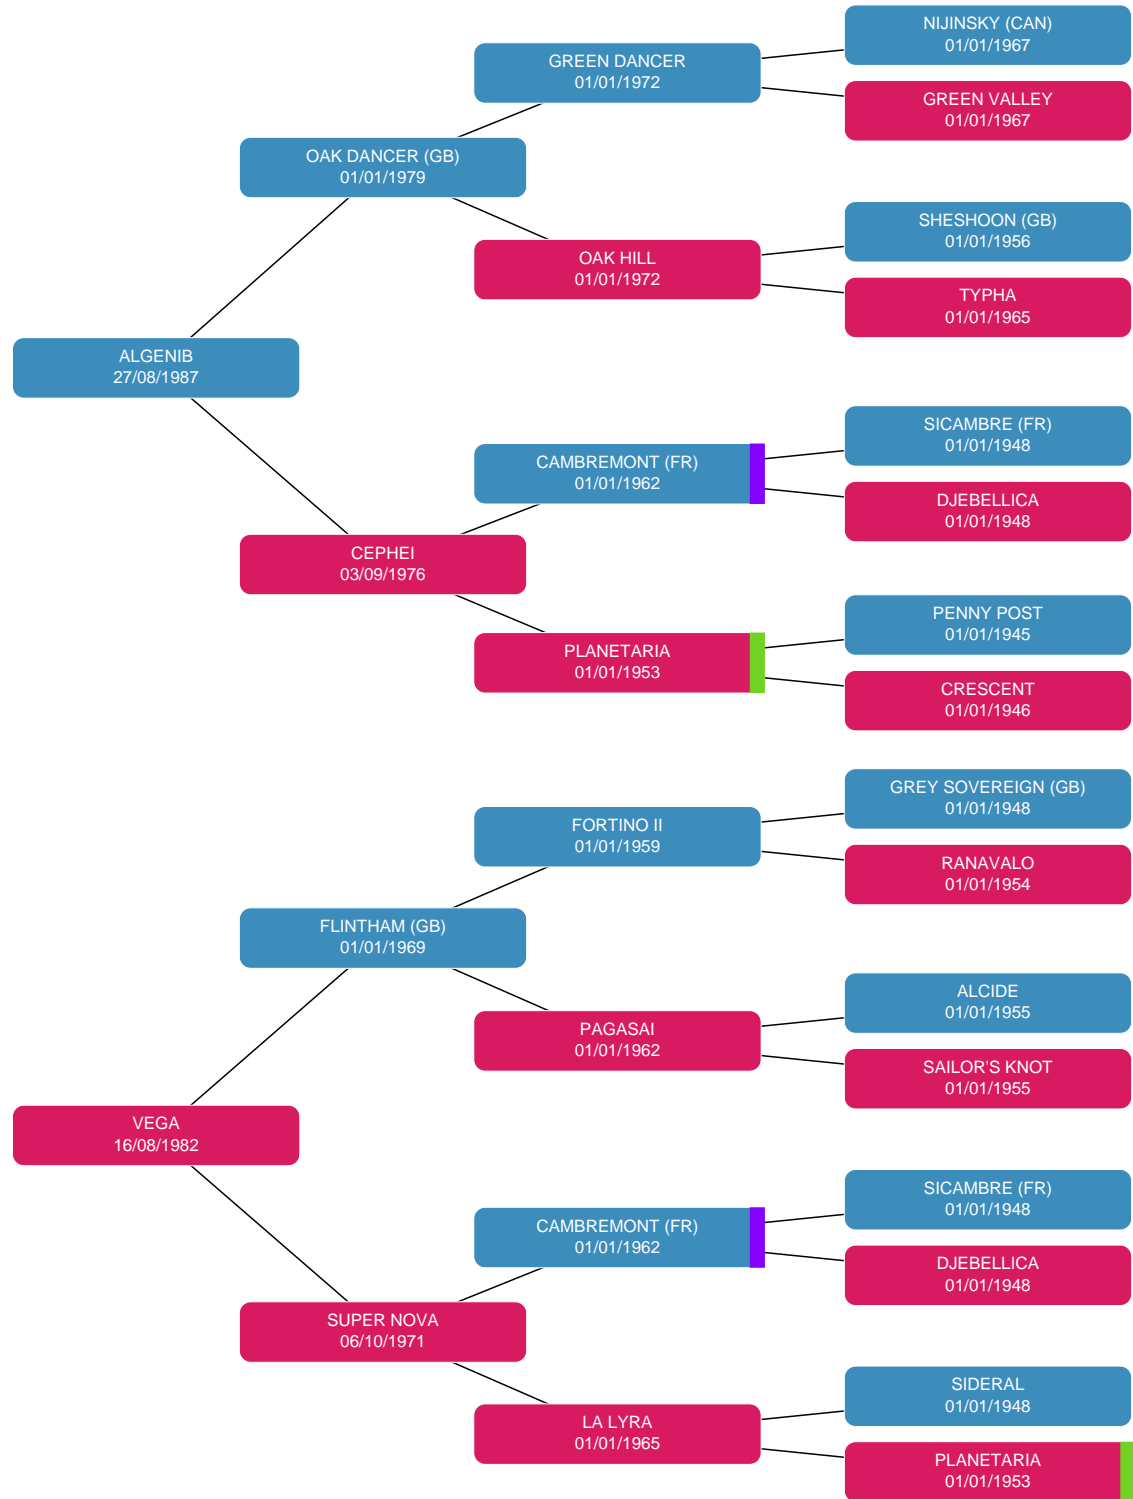 NIJINSKY (CAN)
01/01/1967
GREEN DANCER
01/01/1972
GREEN VALLEY
01/01/1967
OAK DANCER (GB)
01/01/1979
SHESHOON (GB)
01/01/1956
OAK HILL
01/01/1972
TYPHA
01/01/1965
ALGENIB
27/08/1987
SICAMBRE (FR)
01/01/1948
CAMBREMONT (FR)
01/01/1962
DJEBELLICA
01/01/1948
CEPHEI
03/09/1976
PENNY POST
01/01/1945
PLANETARIA
01/01/1953
CRESCENT
01/01/1946
GREY SOVEREIGN (GB)
01/01/1948
FORTINO II
01/01/1959
RANAVALO
01/01/1954
FLINTHAM (GB)
01/01/1969
ALCIDE
01/01/1955
PAGASAI
01/01/1962
SAILOR'S KNOT
01/01/1955
VEGA
16/08/1982
SICAMBRE (FR)
01/01/1948
CAMBREMONT (FR)
01/01/1962
DJEBELLICA
01/01/1948
SUPER NOVA
06/10/1971
SIDERAL
01/01/1948
LA LYRA
01/01/1965
PLANETARIA
01/01/1953